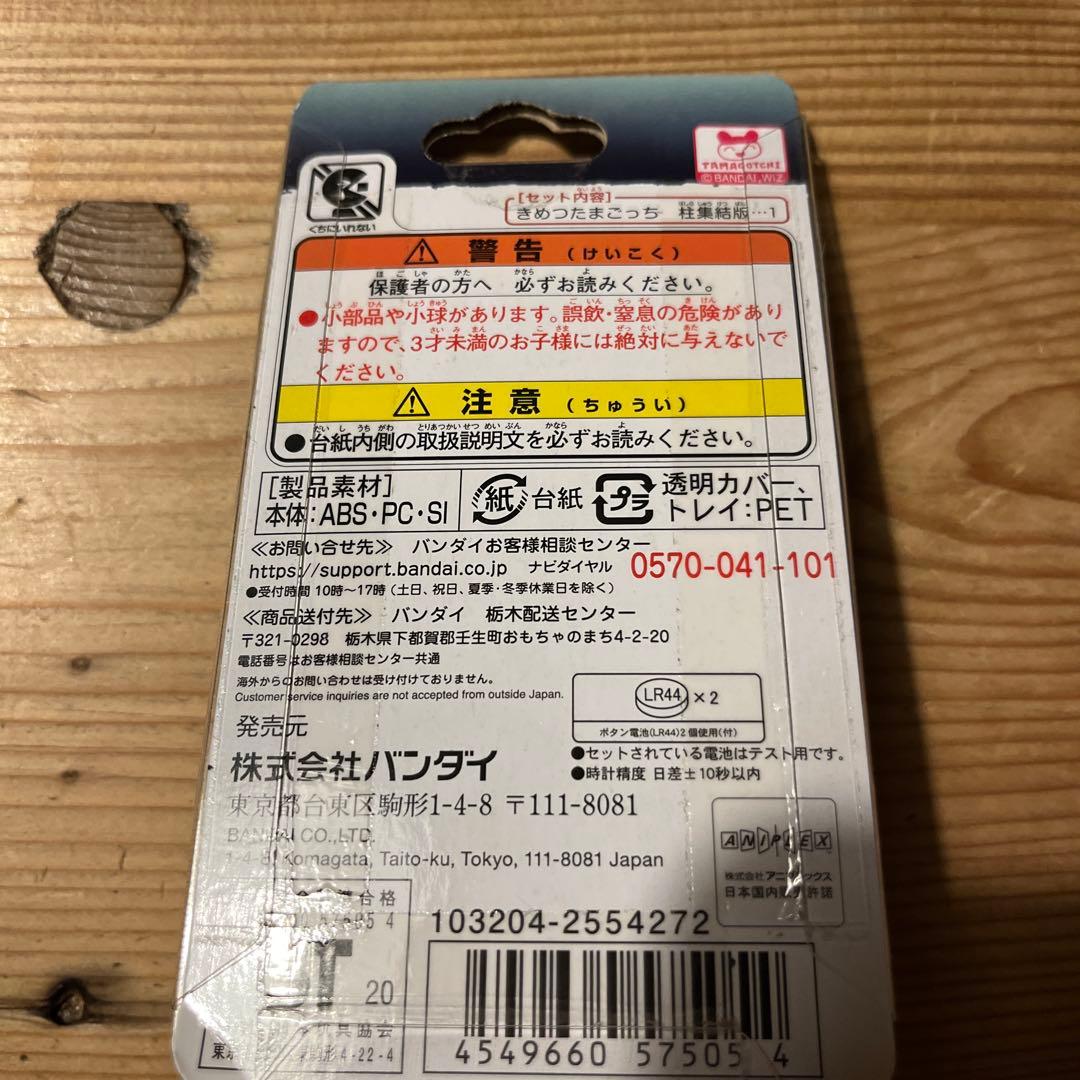 TAMAGOTCHI
©BANDAI,WiZ
くちにいれない
[セット内容]
きめつたまごっち 柱集結版…1
警告(けいこく)
保護者の方へ 必ずお読みください。
●小部品や小球があります。誤飲・窒息の危険があり
ますので、3才未満のお子様には絶対に与えないで
ください。
注意(ちゅうい)
●台紙内側の取扱説明文を必ずお読みください。
[製品素材]
本体:ABS・PC・SI
紙 台紙
プラ 透明カバー、
トレイ:PET
≪お問い合せ先≫ バンダイお客様相談センター
https://support.bandai.co.jp ナビダイヤル 0570-041-101
●受付時間 10時〜17時(土日、祝日、夏季・冬季休業日を除く)
≪商品送付先≫ バンダイ 栃木配送センター
〒321-0298 栃木県下都賀郡壬生町おもちゃのまち4-2-20
電話番号はお客様相談センター共通
海外からのお問い合わせは受け付けておりません。
Customer service inquiries are not accepted from outside Japan.
LR44 ×2
ボタン電池(LR44)2個使用(付)
●セットされている電池はテスト用です。
●時計精度 日差±10秒以内
発売元
株式会社バンダイ
東京都台東区駒形1-4-8 〒111-8081
BANDAI CO.,LTD.
1-4-8, Komagata, Taito-ku, Tokyo, 111-8081 Japan
ANIPLEX
株式会社アニプレックス
日本国内販売許諾
合格
ST
20
103204-2554272
4549660 57505 4